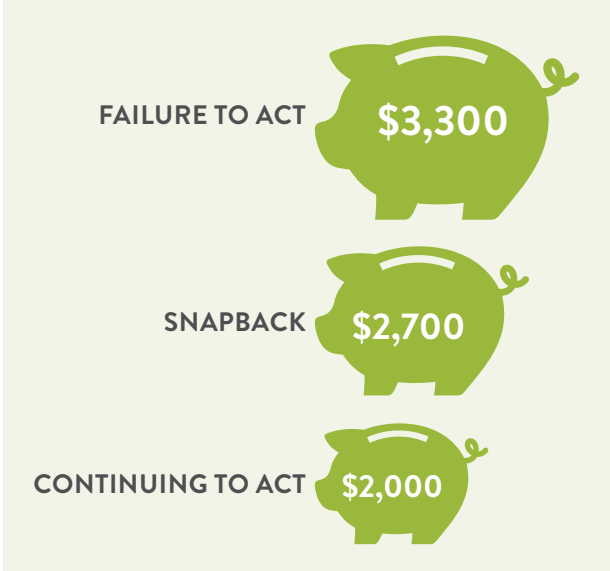 FAILURE TO ACT
$3,300
SNAPBACK
$2,700
CONTINUING TO ACT
$2,000